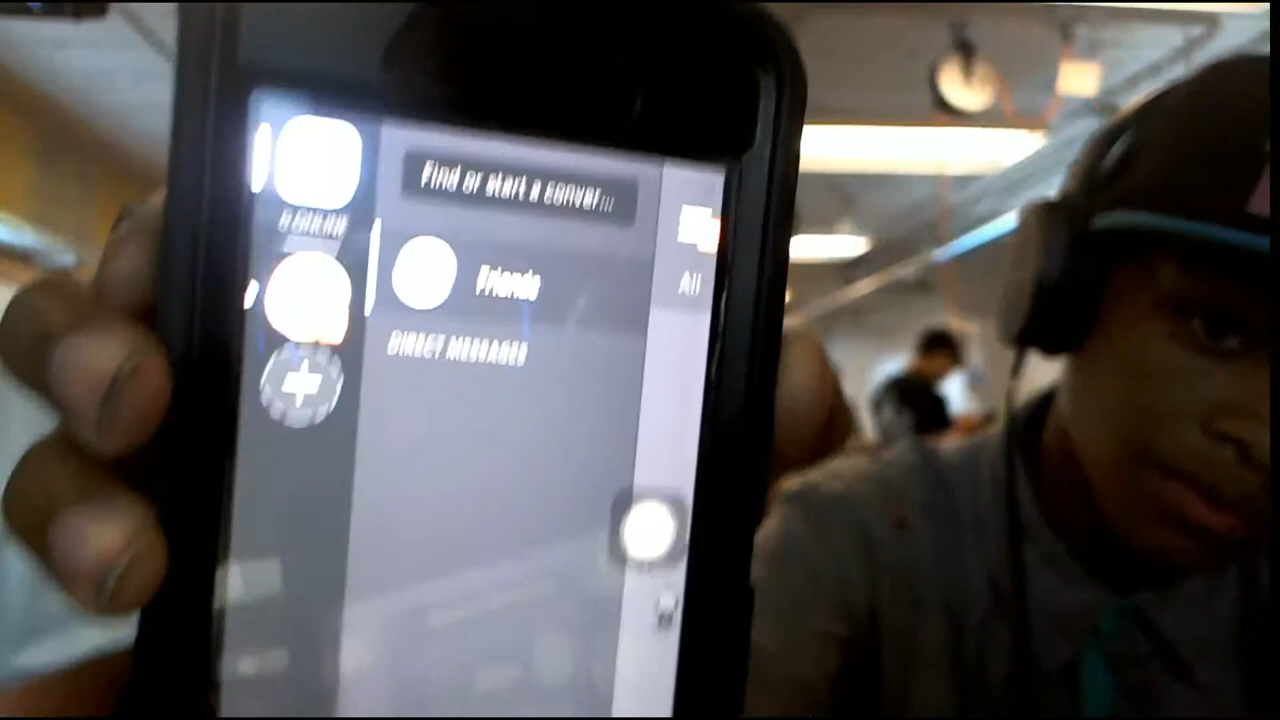 Find or start a conver...
Friends
All
DIRECT MESSAGES